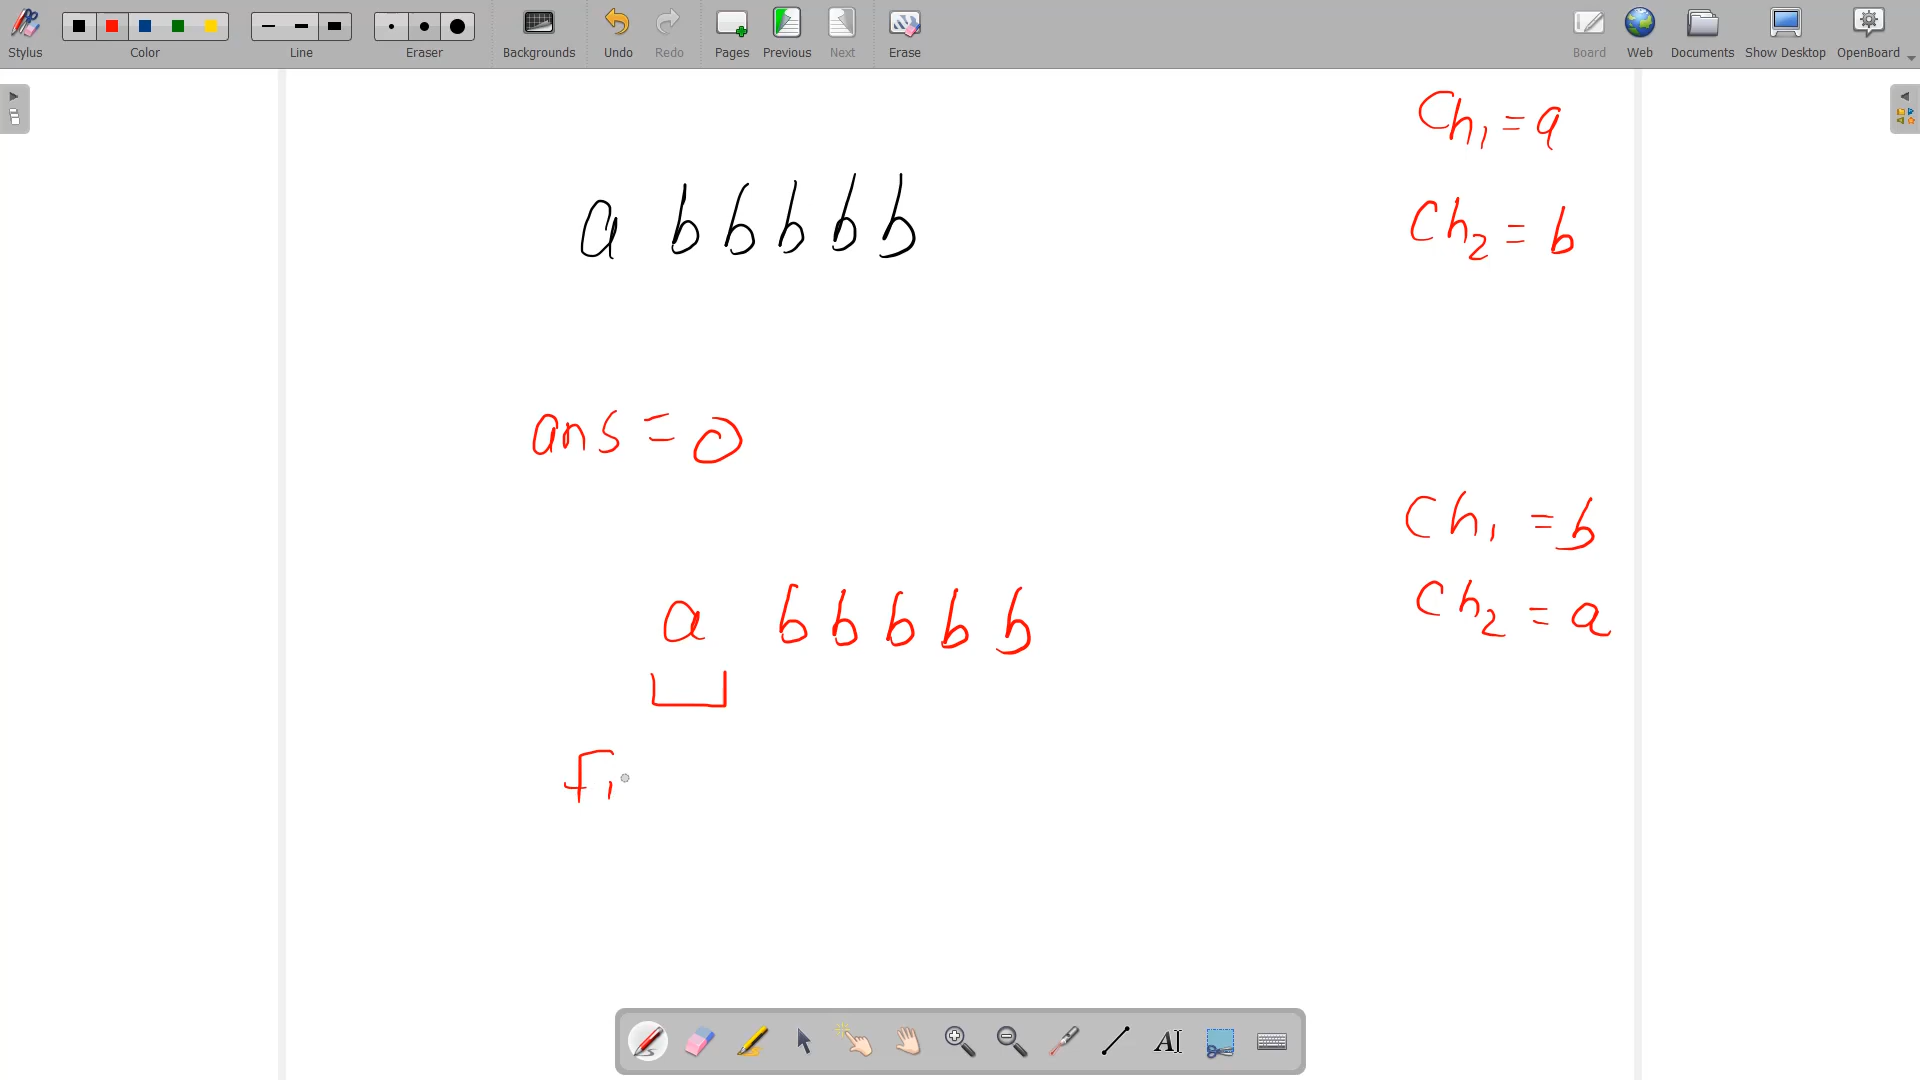 Stylus Color Line Eraser Backgrounds Undo Redo Pages Previous Next Erase Board Web Documents Show Desktop OpenBoard
Ch1 = a
a b b b b b
Ch2 = b
ans = 0
Ch1 = b
a b b b b b
Ch2 = a
fi